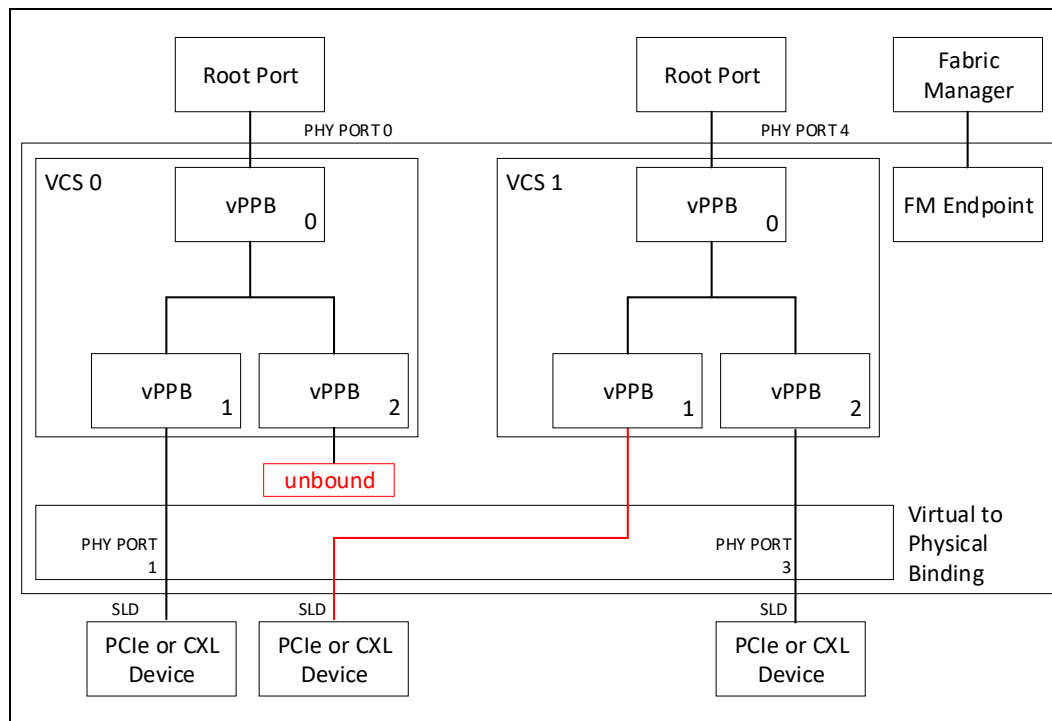 Root Port
Root Port
Fabric
Manager
PHY PORT 0
PHY PORT 4
VCS 0
vPPB
0
VCS 1
vPPB
0
FM Endpoint
vPPB
1
vPPB
2
vPPB
1
vPPB
2
unbound
Virtual to
Physical
Binding
PHY PORT
1
PHY PORT
3
SLD
SLD
SLD
PCIe or CXL
Device
PCIe or CXL
Device
PCIe or CXL
Device